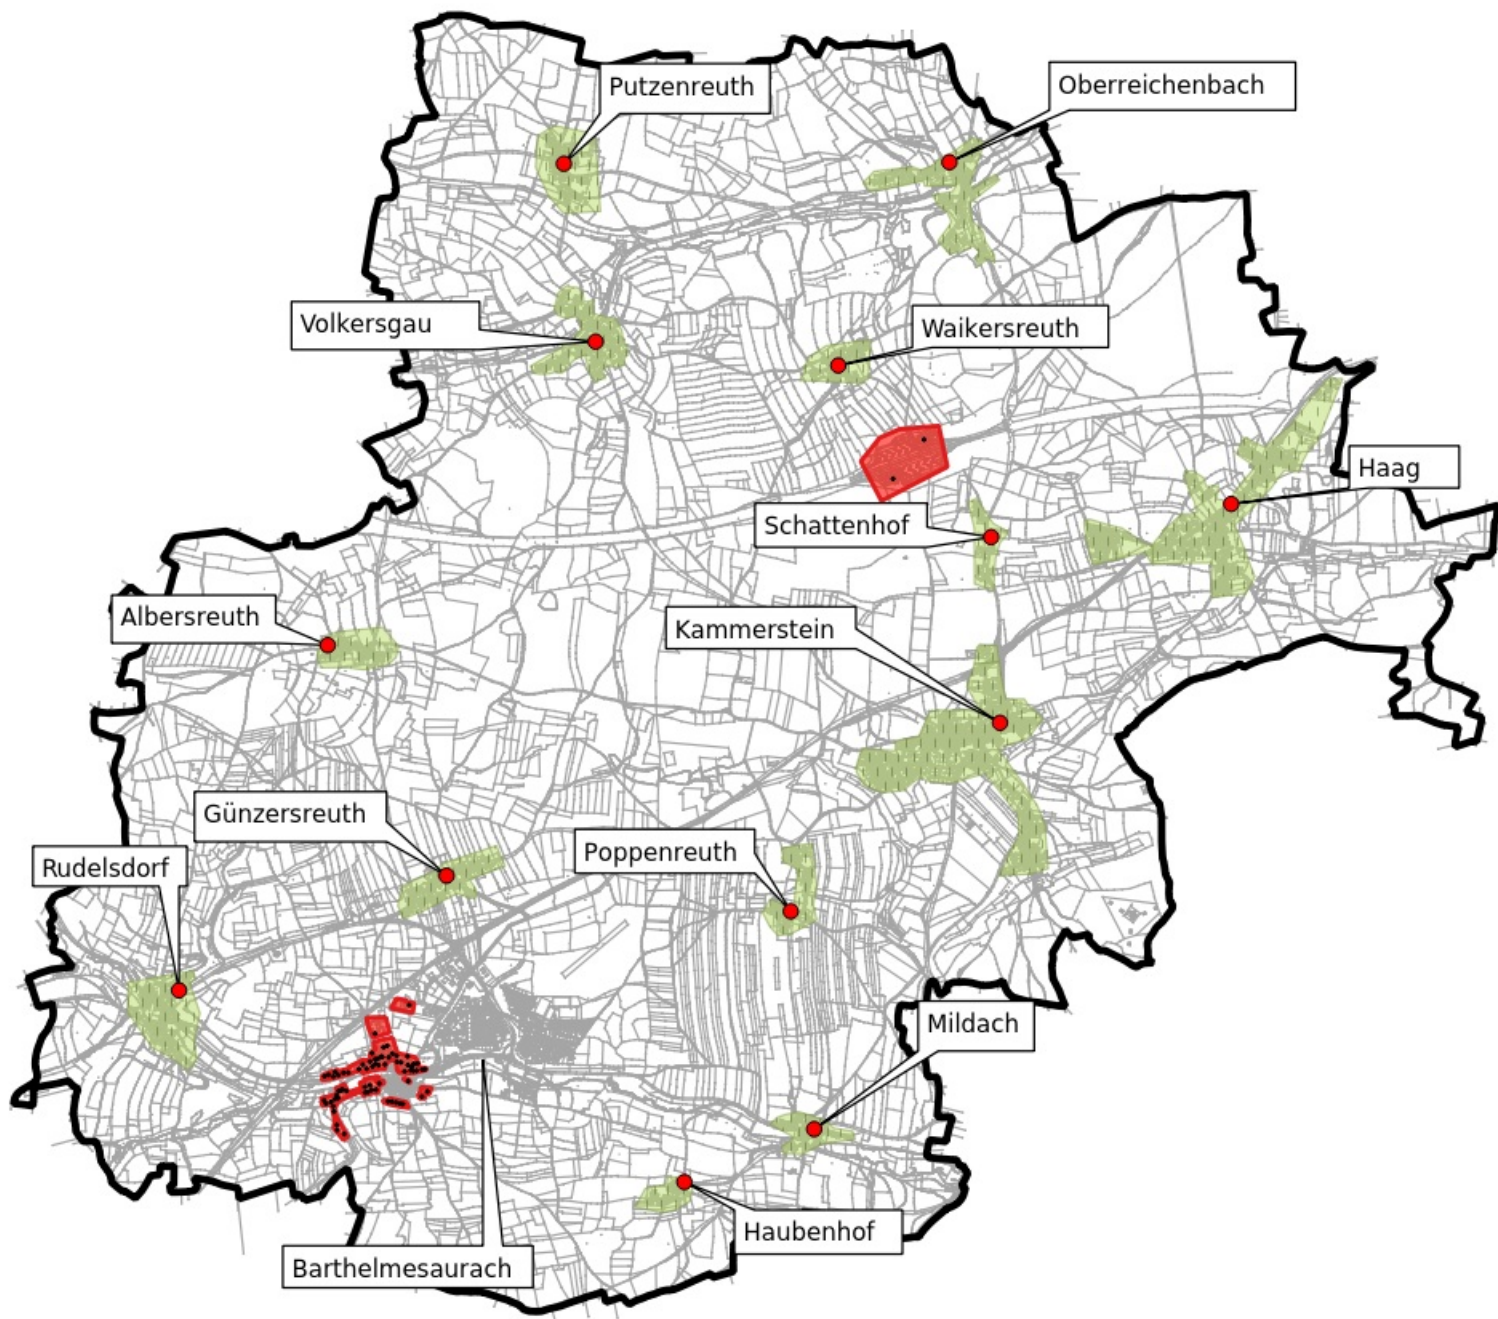 Putzenreuth
Oberreichenbach
Volkersgau
Waikersreuth
Haag
Schattenhof
Albersreuth
Kammerstein
Günzersreuth
Poppenreuth
Rudelsdorf
Mildach
Haubenhof
Barthelmesaurach